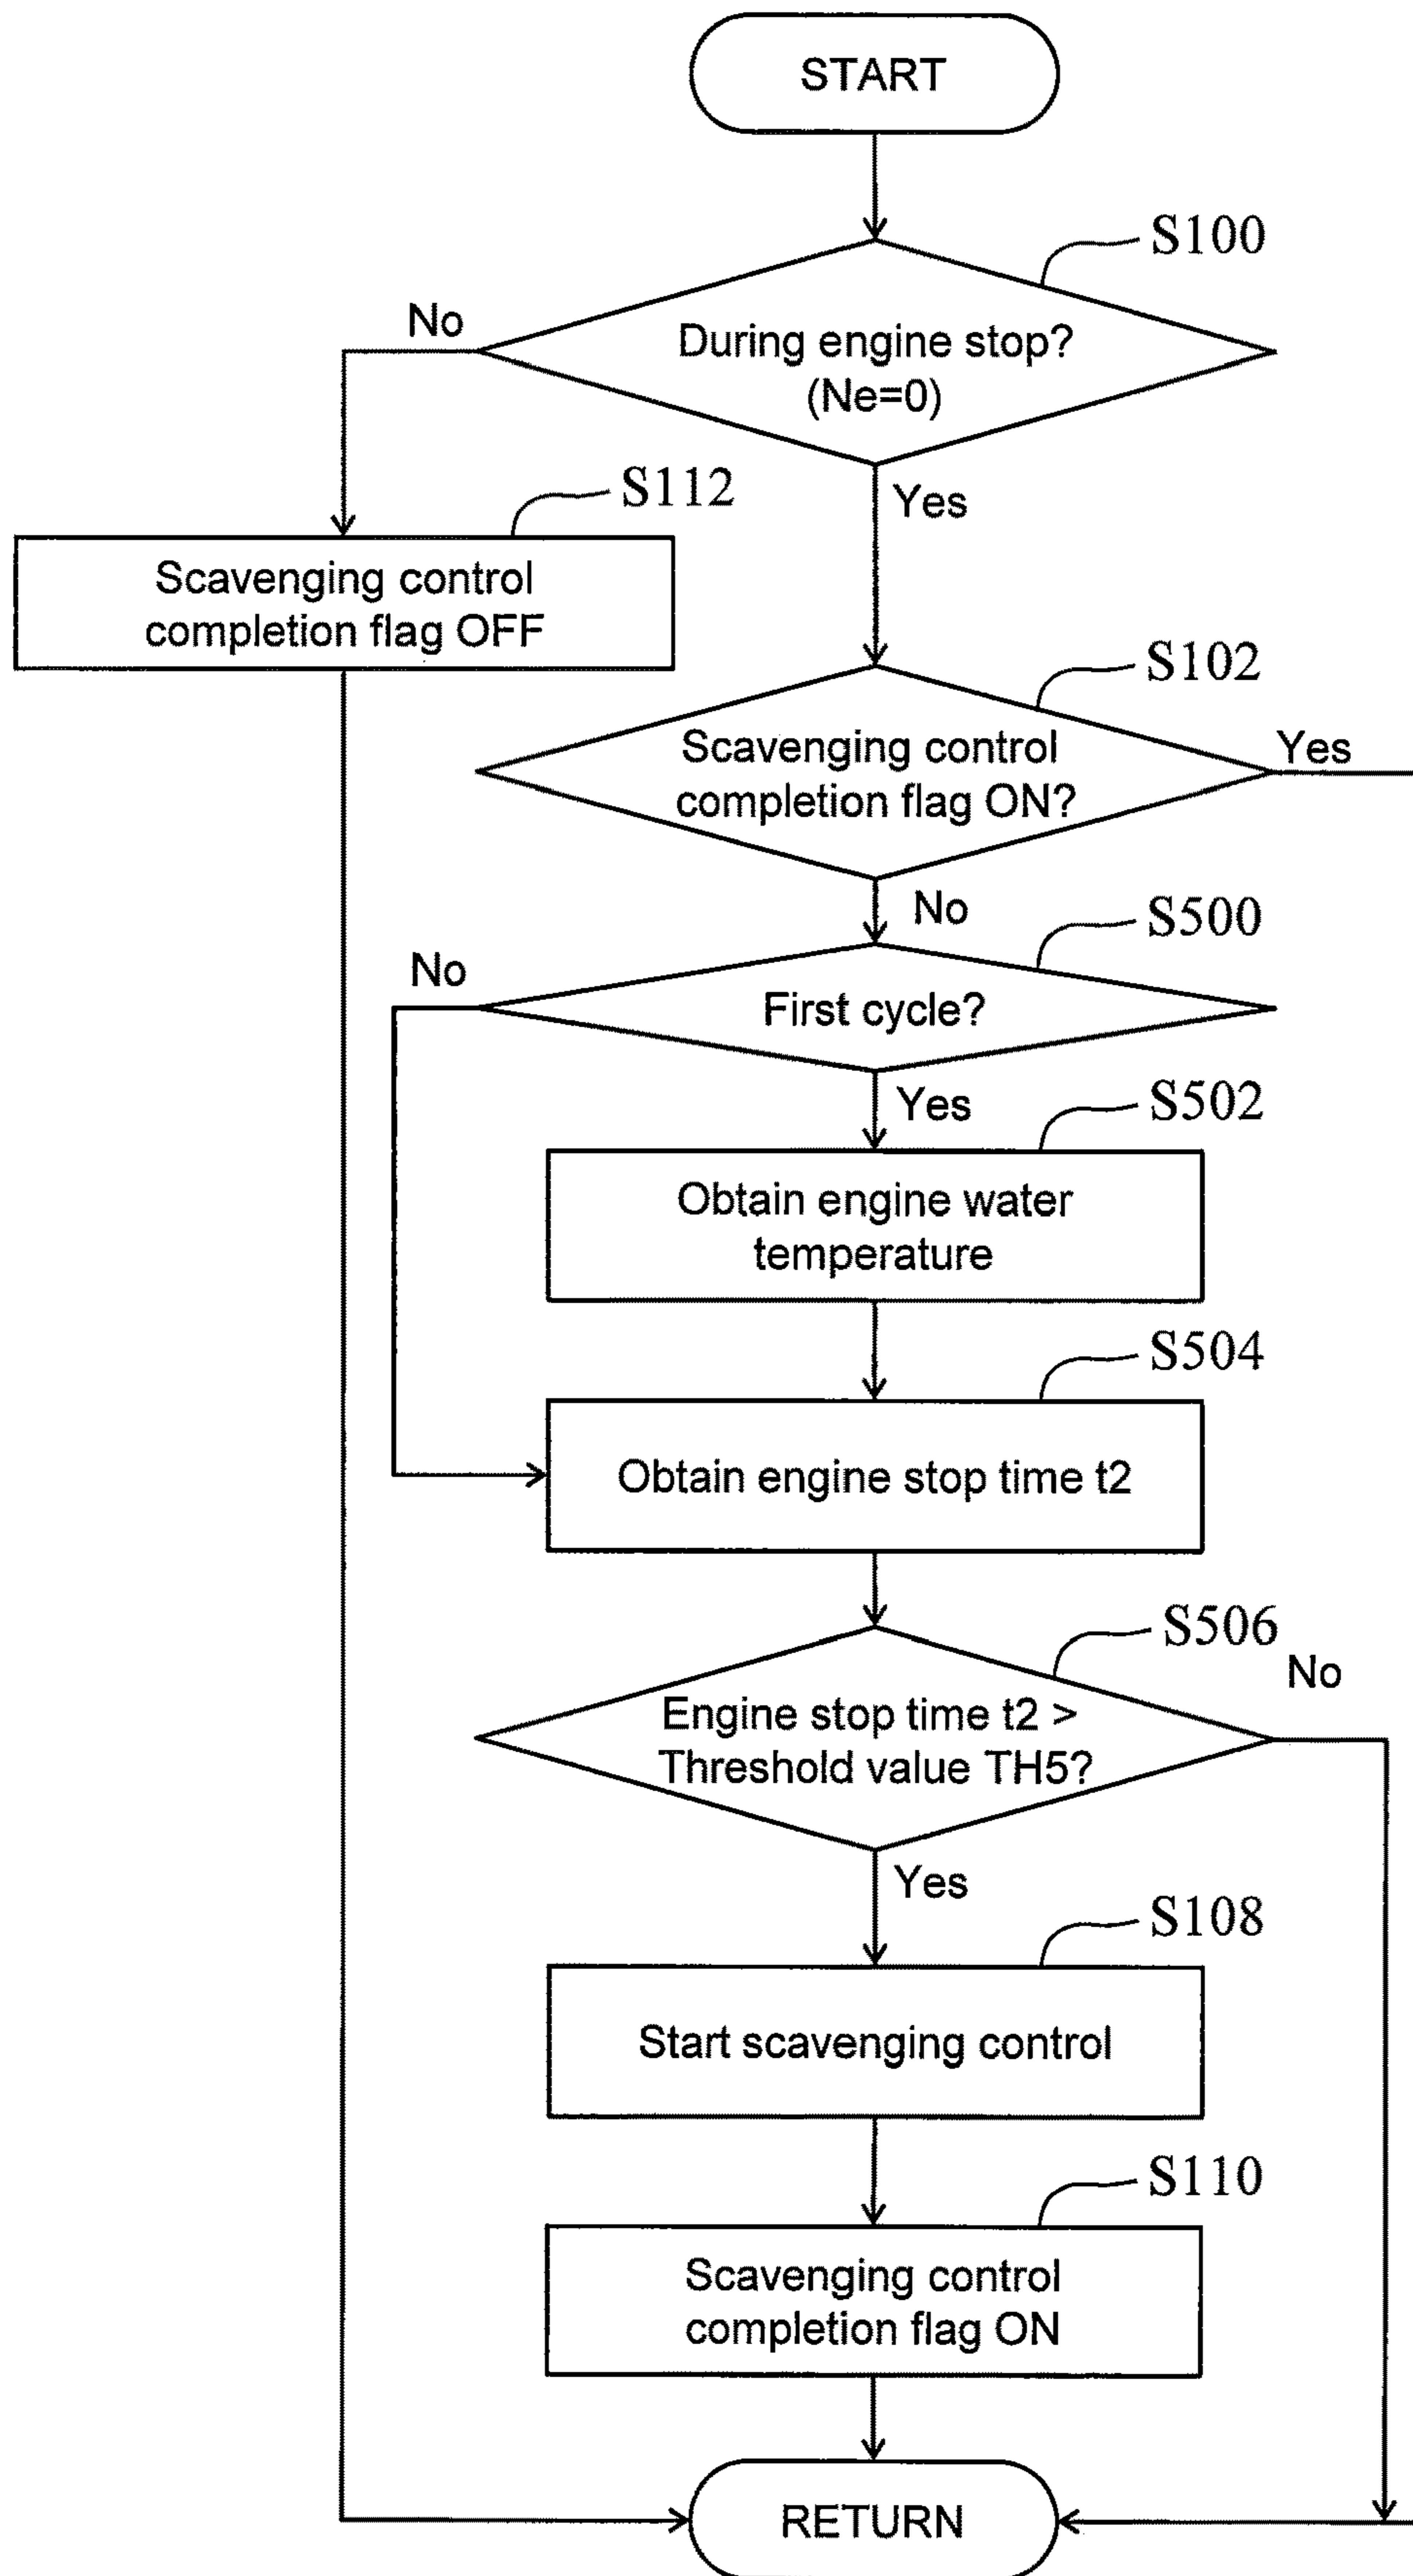 START
S100
No
During engine stop?
(Ne=0)
S112
Yes
Scavenging control
completion flag OFF
S102
Scavenging control
completion flag ON?
Yes
No
S500
No
First cycle?
Yes
S502
Obtain engine water
temperature
S504
Obtain engine stop time t2
S506
No
Engine stop time t2 >
Threshold value TH5?
Yes
S108
Start scavenging control
S110
Scavenging control
completion flag ON
RETURN